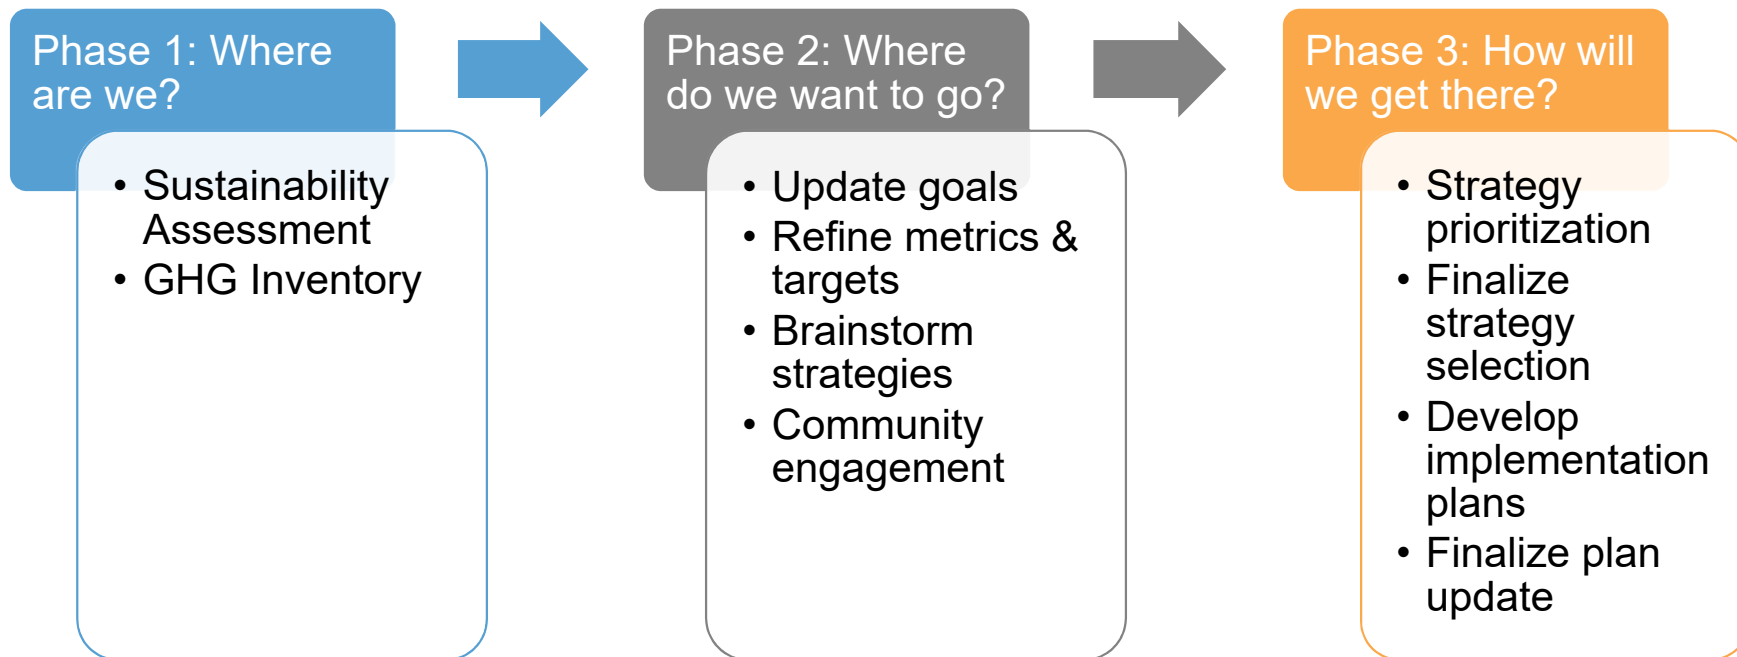 Phase 1: Where
are we?
• Sustainability
Assessment
• GHG Inventory
Phase 2: Where
do we want to go?
• Update goals
• Refine metrics &
targets
• Brainstorm
strategies
• Community
engagement
Phase 3: How will
we get there?
• Strategy
prioritization
• Finalize
strategy
selection
• Develop
implementation
plans
• Finalize plan
update